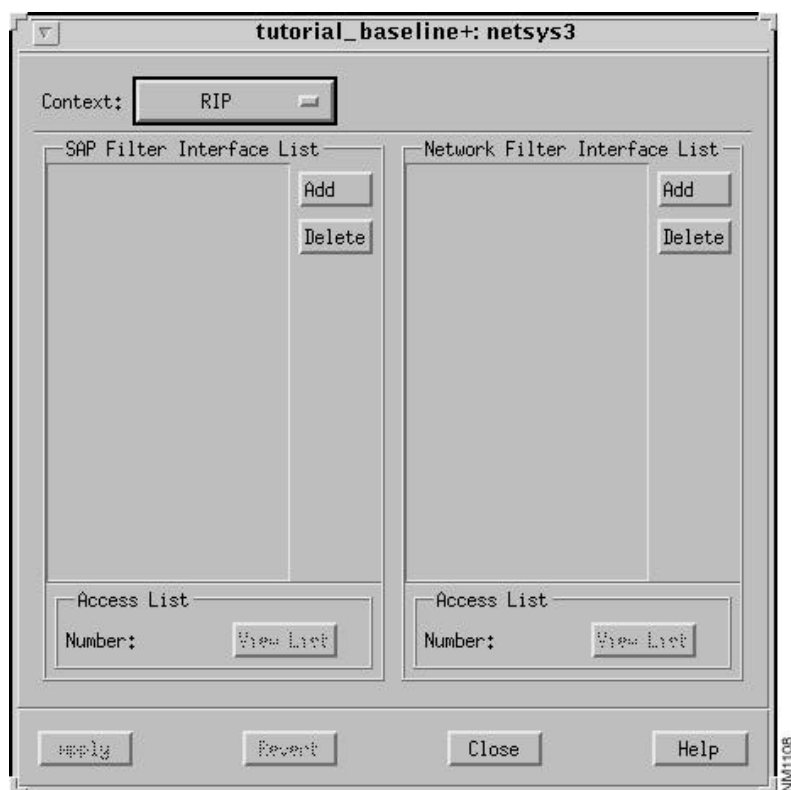 tutorial_baseline+: netsys3
Context: RIP
SAP Filter Interface List
Add
Delete
Access List
Number: View List
Network Filter Interface List
Add
Delete
Access List
Number: View List
Apply Revert Close Help
NM1108